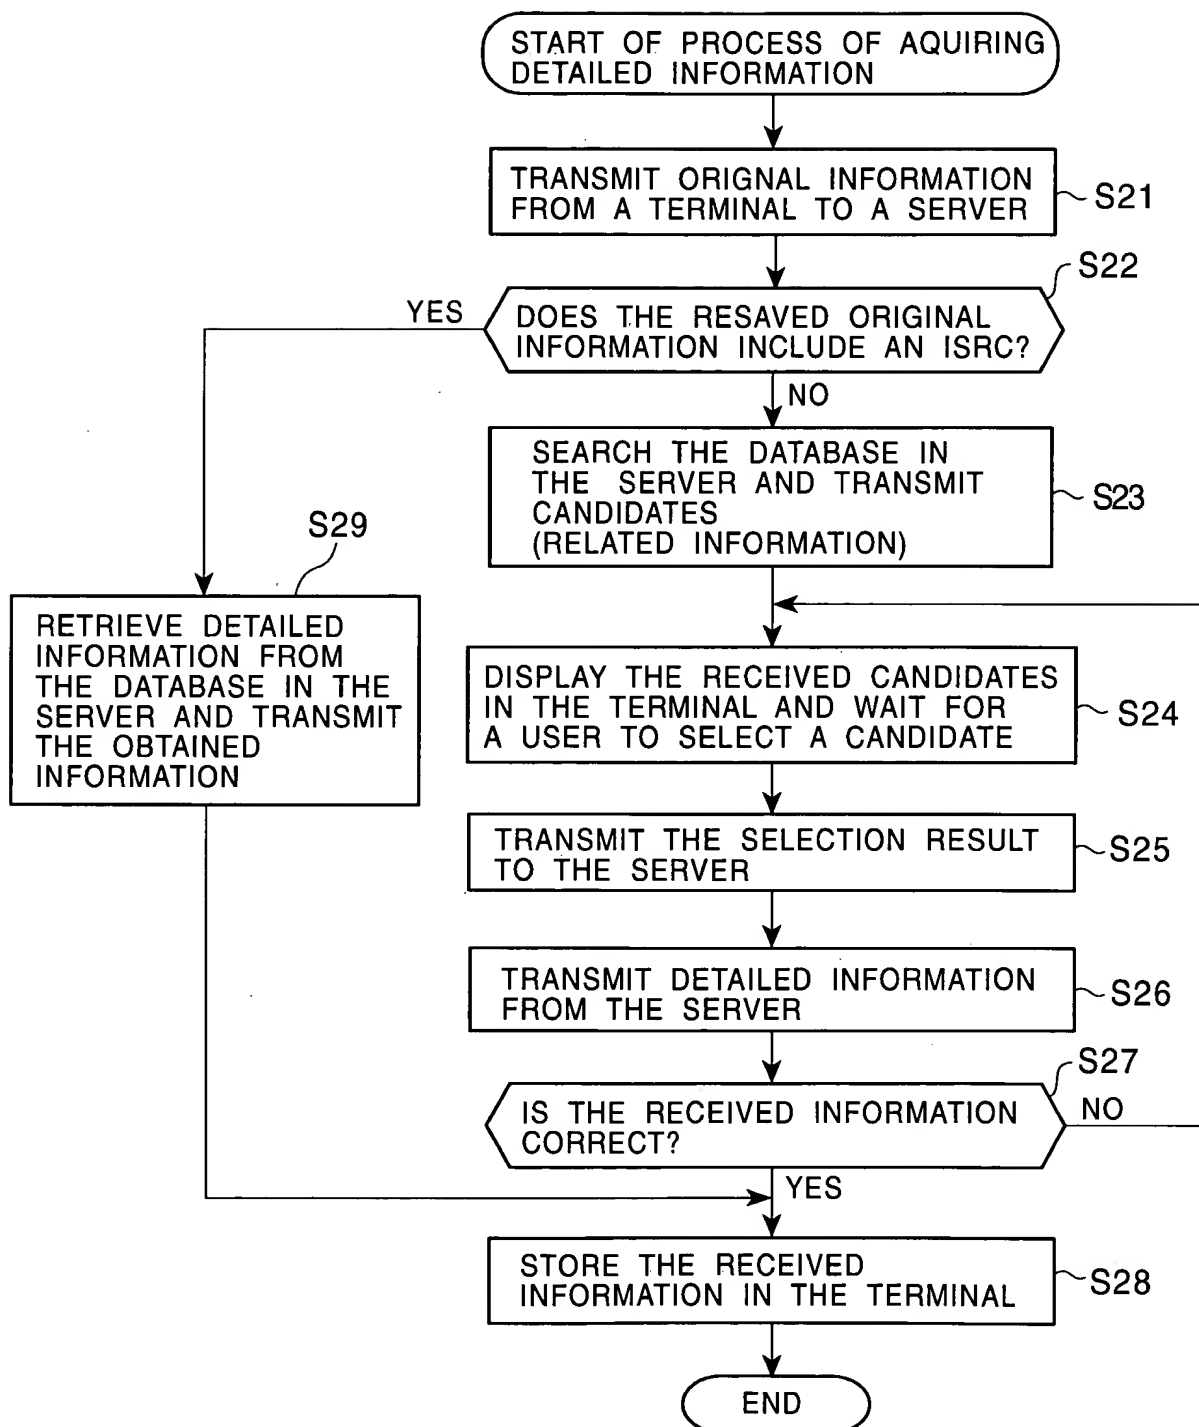 START OF PROCESS OF AQUIRING
DETAILED INFORMATION
TRANSMIT ORIGNAL INFORMATION
FROM A TERMINAL TO A SERVER
S21
S22
YES
DOES THE RESAVED ORIGINAL
INFORMATION INCLUDE AN ISRC?
NO
SEARCH THE DATABASE IN
THE SERVER AND TRANSMIT
CANDIDATES
(RELATED INFORMATION)
S23
S29
RETRIEVE DETAILED
INFORMATION FROM
THE DATABASE IN THE
SERVER AND TRANSMIT
THE OBTAINED
INFORMATION
DISPLAY THE RECEIVED CANDIDATES
IN THE TERMINAL AND WAIT FOR
A USER TO SELECT A CANDIDATE
S24
TRANSMIT THE SELECTION RESULT
TO THE SERVER
S25
TRANSMIT DETAILED INFORMATION
FROM THE SERVER
S26
S27
IS THE RECEIVED INFORMATION
CORRECT?
NO
YES
STORE THE RECEIVED
INFORMATION IN THE TERMINAL
S28
END